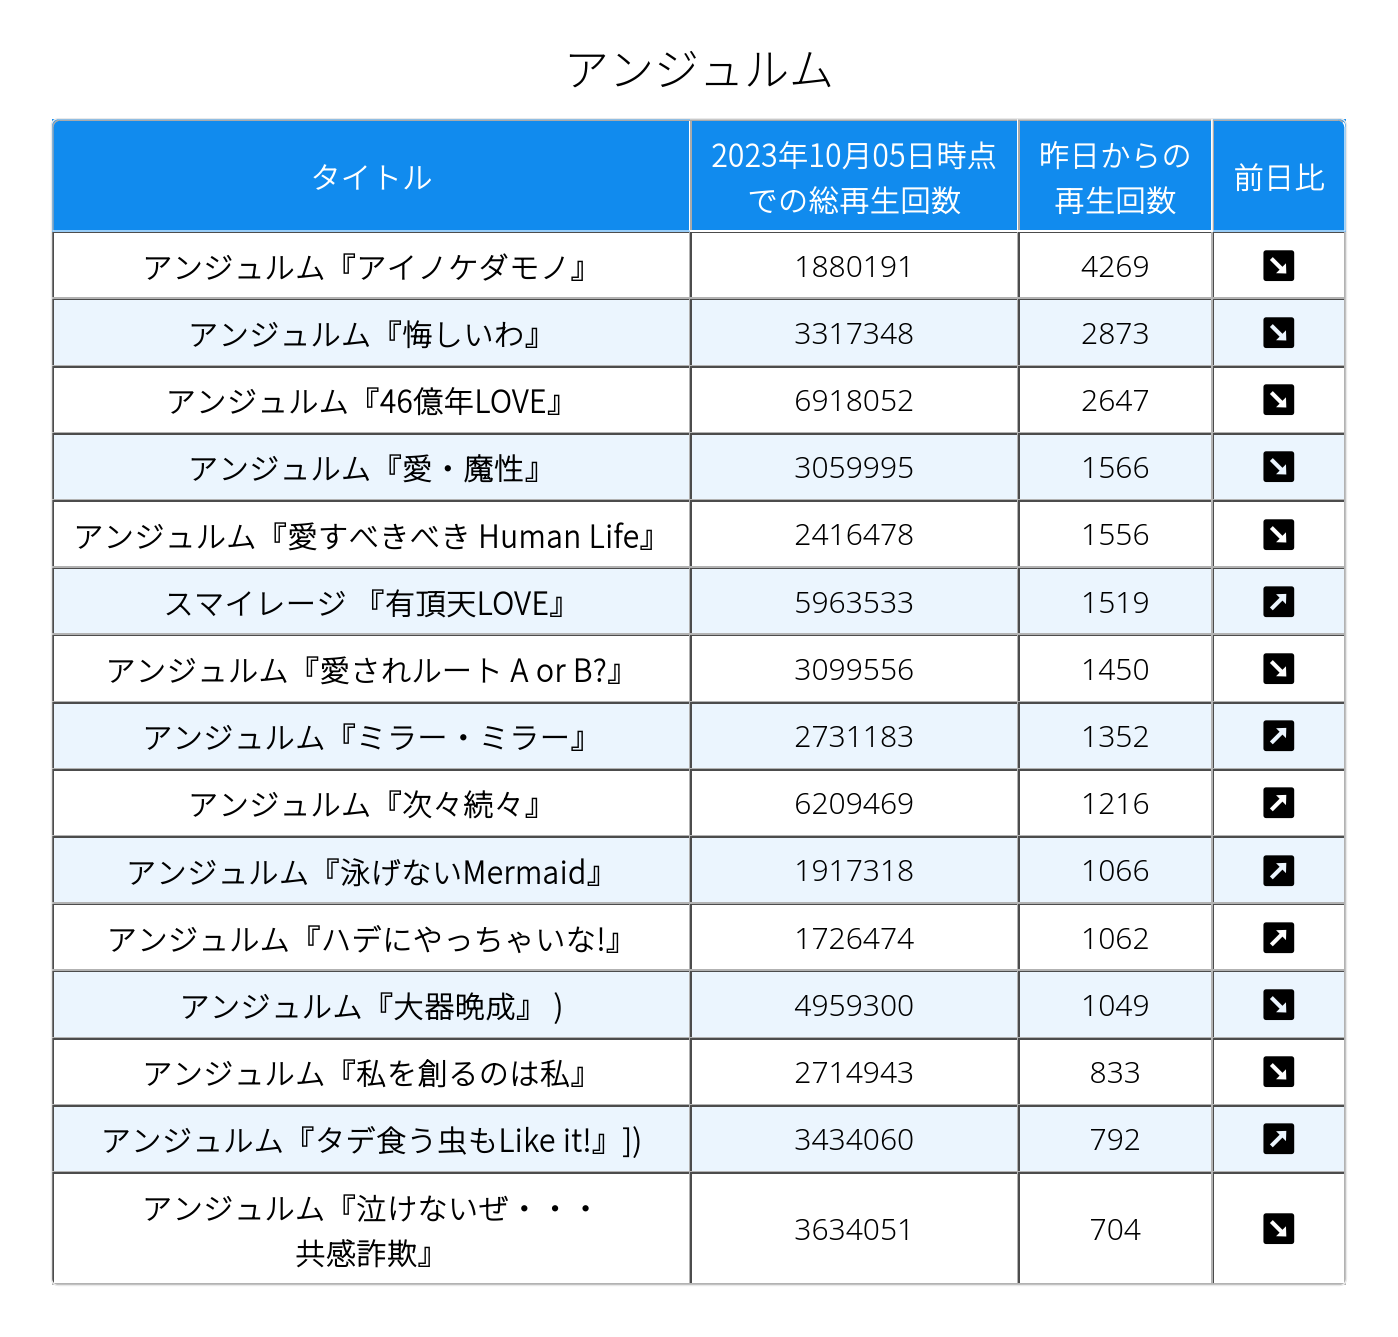 アンジュルム
タイトル 2023年10月05日時点での総再生回数 昨日からの再生回数 前日比
アンジュルム『アイノケダモノ』 1880191 4269 ↘
アンジュルム『悔しいわ』 3317348 2873 ↘
アンジュルム『46億年LOVE』 6918052 2647 ↘
アンジュルム『愛・魔性』 3059995 1566 ↘
アンジュルム『愛すべきべき Human Life』 2416478 1556 ↘
スマイレージ 『有頂天LOVE』 5963533 1519 ↗
アンジュルム『愛されルート A or B?』 3099556 1450 ↘
アンジュルム『ミラー・ミラー』 2731183 1352 ↗
アンジュルム『次々続々』 6209469 1216 ↗
アンジュルム『泳げないMermaid』 1917318 1066 ↗
アンジュルム『ハデにやっちゃいな!』 1726474 1062 ↗
アンジュルム『大器晩成』 ) 4959300 1049 ↘
アンジュルム『私を創るのは私』 2714943 833 ↘
アンジュルム『タデ食う虫もLike it!』]) 3434060 792 ↗
アンジュルム『泣けないぜ・・・共感詐欺』 3634051 704 ↘